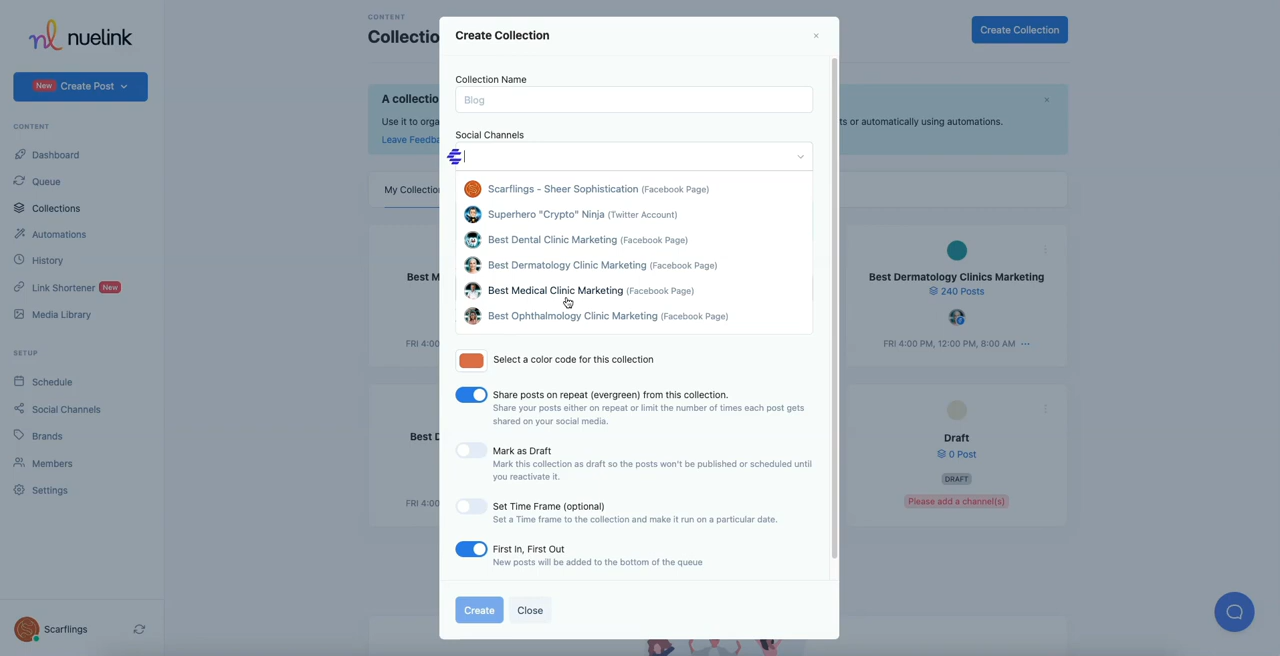 nuelink
New Create Post
CONTENT
Dashboard
Queue
Collections
Automations
History
Link Shortener New
Media Library
SETUP
Schedule
Social Channels
Brands
Members
Settings
Scarflings
CONTENT
Collectio
Create Collection
A collectio
Use it to orga
ts or automatically using automations.
Leave Feedba
My Collectio
Best M
FRI 4:00
Best Dermatology Clinics Marketing
240 Posts
FRI 4:00 PM, 12:00 PM, 8:00 AM ...
Best D
FRI 4:00
Draft
0 Post
DRAFT
Please add a channel(s)
Create Collection
×
Collection Name
Blog
Social Channels
Scarflings - Sheer Sophistication (Facebook Page)
Superhero "Crypto" Ninja (Twitter Account)
Best Dental Clinic Marketing (Facebook Page)
Best Dermatology Clinic Marketing (Facebook Page)
Best Medical Clinic Marketing (Facebook Page)
Best Ophthalmology Clinic Marketing (Facebook Page)
Select a color code for this collection
Share posts on repeat (evergreen) from this collection.
Share your posts either on repeat or limit the number of times each post gets
shared on your social media.
Mark as Draft
Mark this collection as draft so the posts won't be published or scheduled until
you reactivate it.
Set Time Frame (optional)
Set a Time frame to the collection and make it run on a particular date.
First In, First Out
New posts will be added to the bottom of the queue
Create
Close